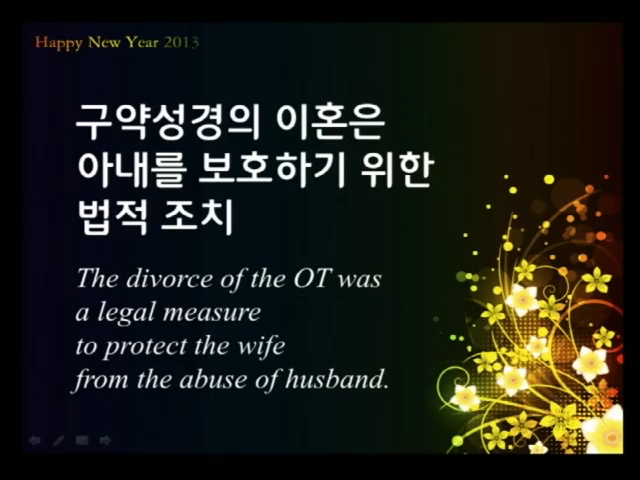 Happy New Year 2013
구약성경의 이혼은
아내를 보호하기 위한
법적 조치
The divorce of the OT was
a legal measure
to protect the wife
from the abuse of husband.